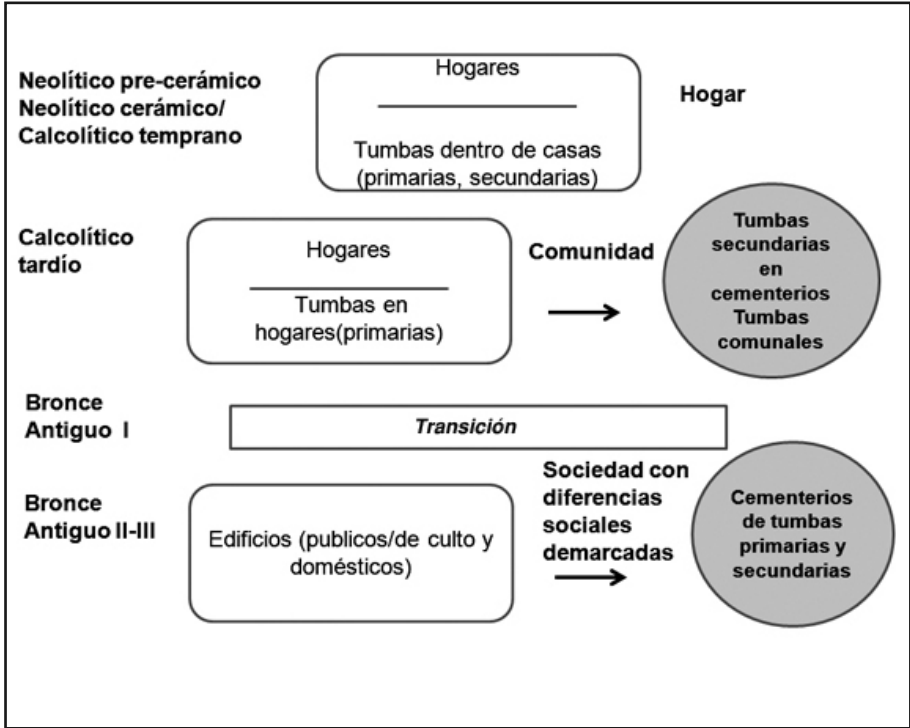 Neolítico pre-cerámico
Neolítico cerámico/
Calcolítico temprano
Hogares
Tumbas dentro de casas
(primarias, secundarias)
Hogar
Calcolítico
tardío
Hogares
Tumbas en
hogares(primarias)
Comunidad
Tumbas
secundarias
en
cementerios
Tumbas
comunales
Bronce
Antiguo I
Transición
Bronce
Antiguo II-III
Edificios (publicos/de culto y
domésticos)
Sociedad con
diferencias
sociales
demarcadas
Cementerios
de tumbas
primarias y
secundarias